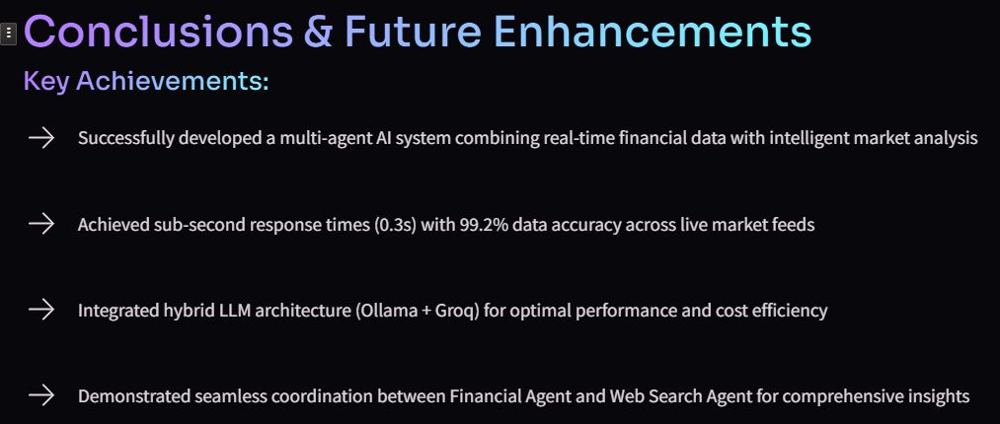 Conclusions & Future Enhancements
Key Achievements:
Successfully developed a multi-agent AI system combining real-time financial data with intelligent market analysis
Achieved sub-second response times (0.3s) with 99.2% data accuracy across live market feeds
Integrated hybrid LLM architecture (Ollama + Groq) for optimal performance and cost efficiency
Demonstrated seamless coordination between Financial Agent and Web Search Agent for comprehensive insights